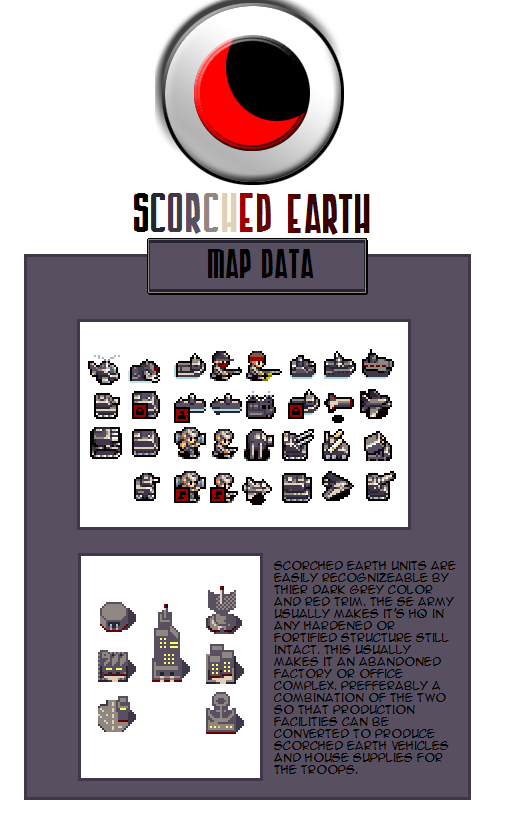 SCORCHED EARTH
MAP DATA
SCORCHED EARTH UNITS ARE
EASILY RECOGNIZEABLE BY
THIER DARK GREY COLOR
AND RED TRIM. THE SE ARMY
USUALLY MAKES IT'S HQ IN
ANY HARDENED OR
FORTIFIED STRUCTURE STILL
INTACT. THIS USUALLY
MAKES IT AN ABANDONED
FACTORY OR OFFICE
COMPLEX. PREFFERABLY A
COMBINATION OF THE TWO
SO THAT PRODUCTION
FACILITIES CAN BE
CONVERTED TO PRODUCE
SCORCHED EARTH VEHICLES
AND HOUSE SUPPLIES FOR
THE TROOPS.